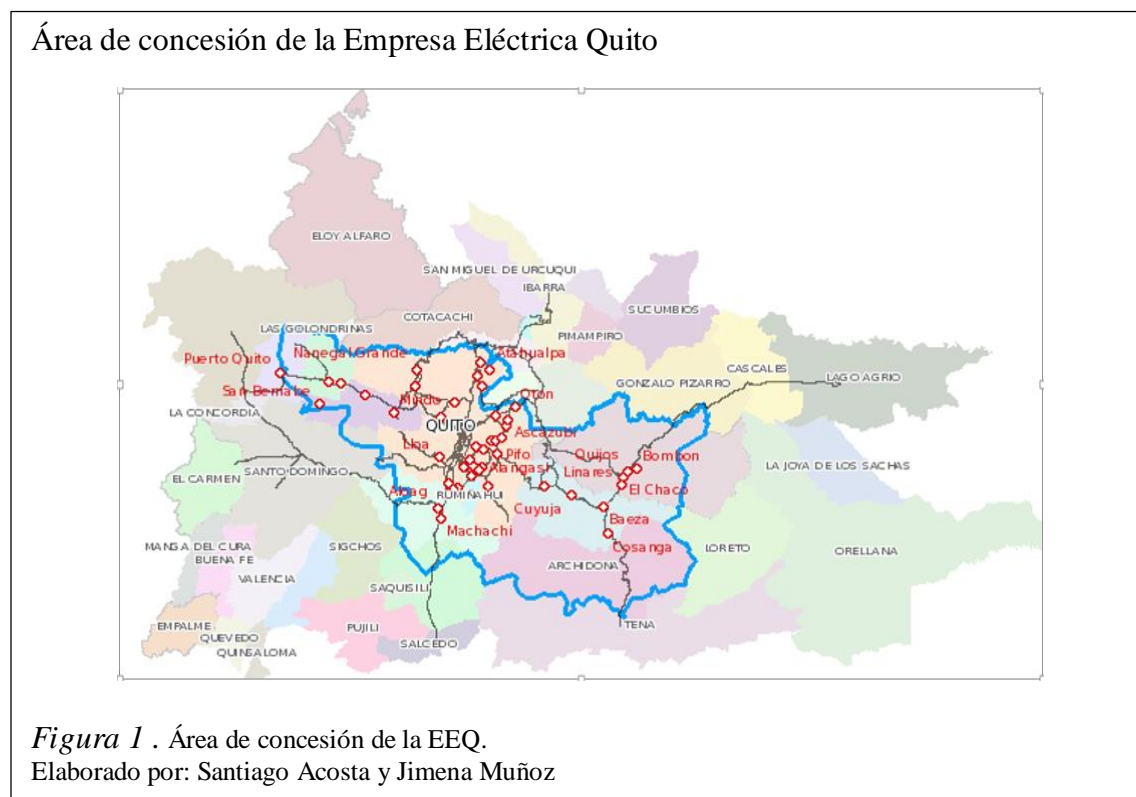 Área de concesión de la Empresa Eléctrica Quito
ELOY ALFARO
SAN MIGUEL DE URCUQUI
IBARRA
SUCUMBIOS
COTACACHI
LAS GOLONDRINAS
PIMAMPIRO
Puerto Quito
Nanegal Grande
Atahualpa
CASCALES
GONZALO PIZARRO
LAGO AGRIO
San Bernabe
Mindo
Oton
LA CONCORDIA
QUITO
Ascazubi
Lloa
Pifo
Quijos
Bombon
SANTO DOMINGO
Alangasi
Linares
LA JOYA DE LOS SACHAS
EL CARMEN
El Chaco
Aloag
RUMIÑAHUI
Cuyuja
Baeza
Machachi
Cosanga
MANGA DEL CURA
SIGCHOS
LORETO
ORELLANA
BUENA FE
ARCHIDONA
VALENCIA
SAQUISILI
EMPALME
PUJILI
TENA
QUEVEDO
SALCEDO
QUINSALOMA
Figura 1 . Área de concesión de la EEQ.
Elaborado por: Santiago Acosta y Jimena Muñoz